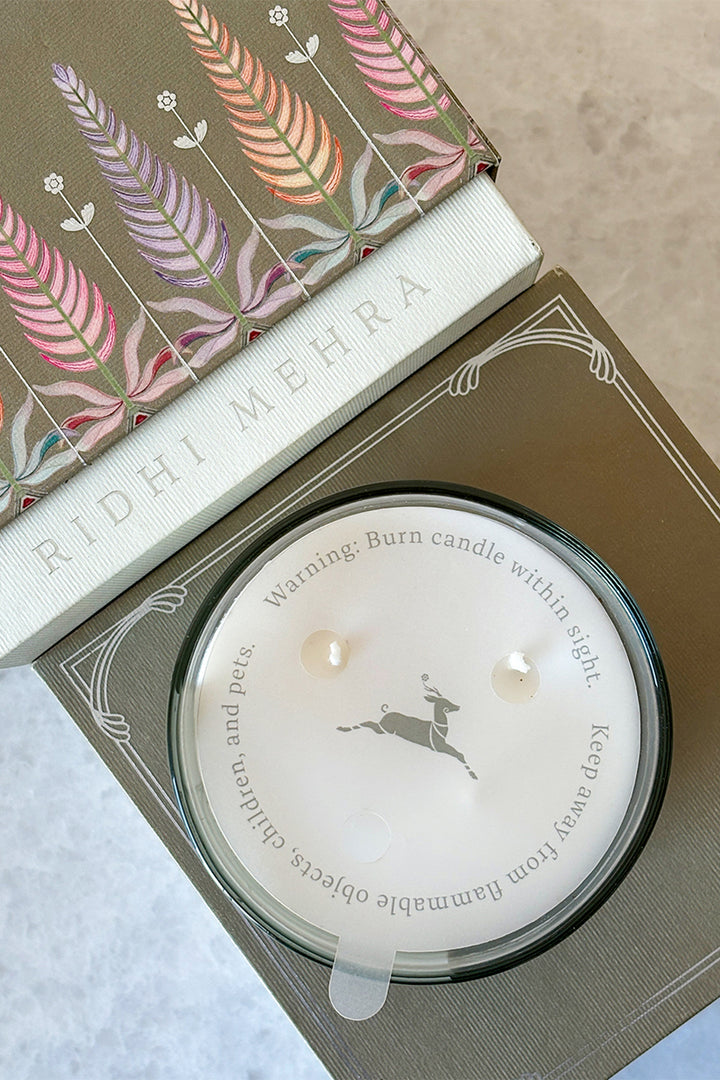 RIDHI MEHRA
Warning: Burn candle within sight.
Keep away from flammable objects, children, and pets.